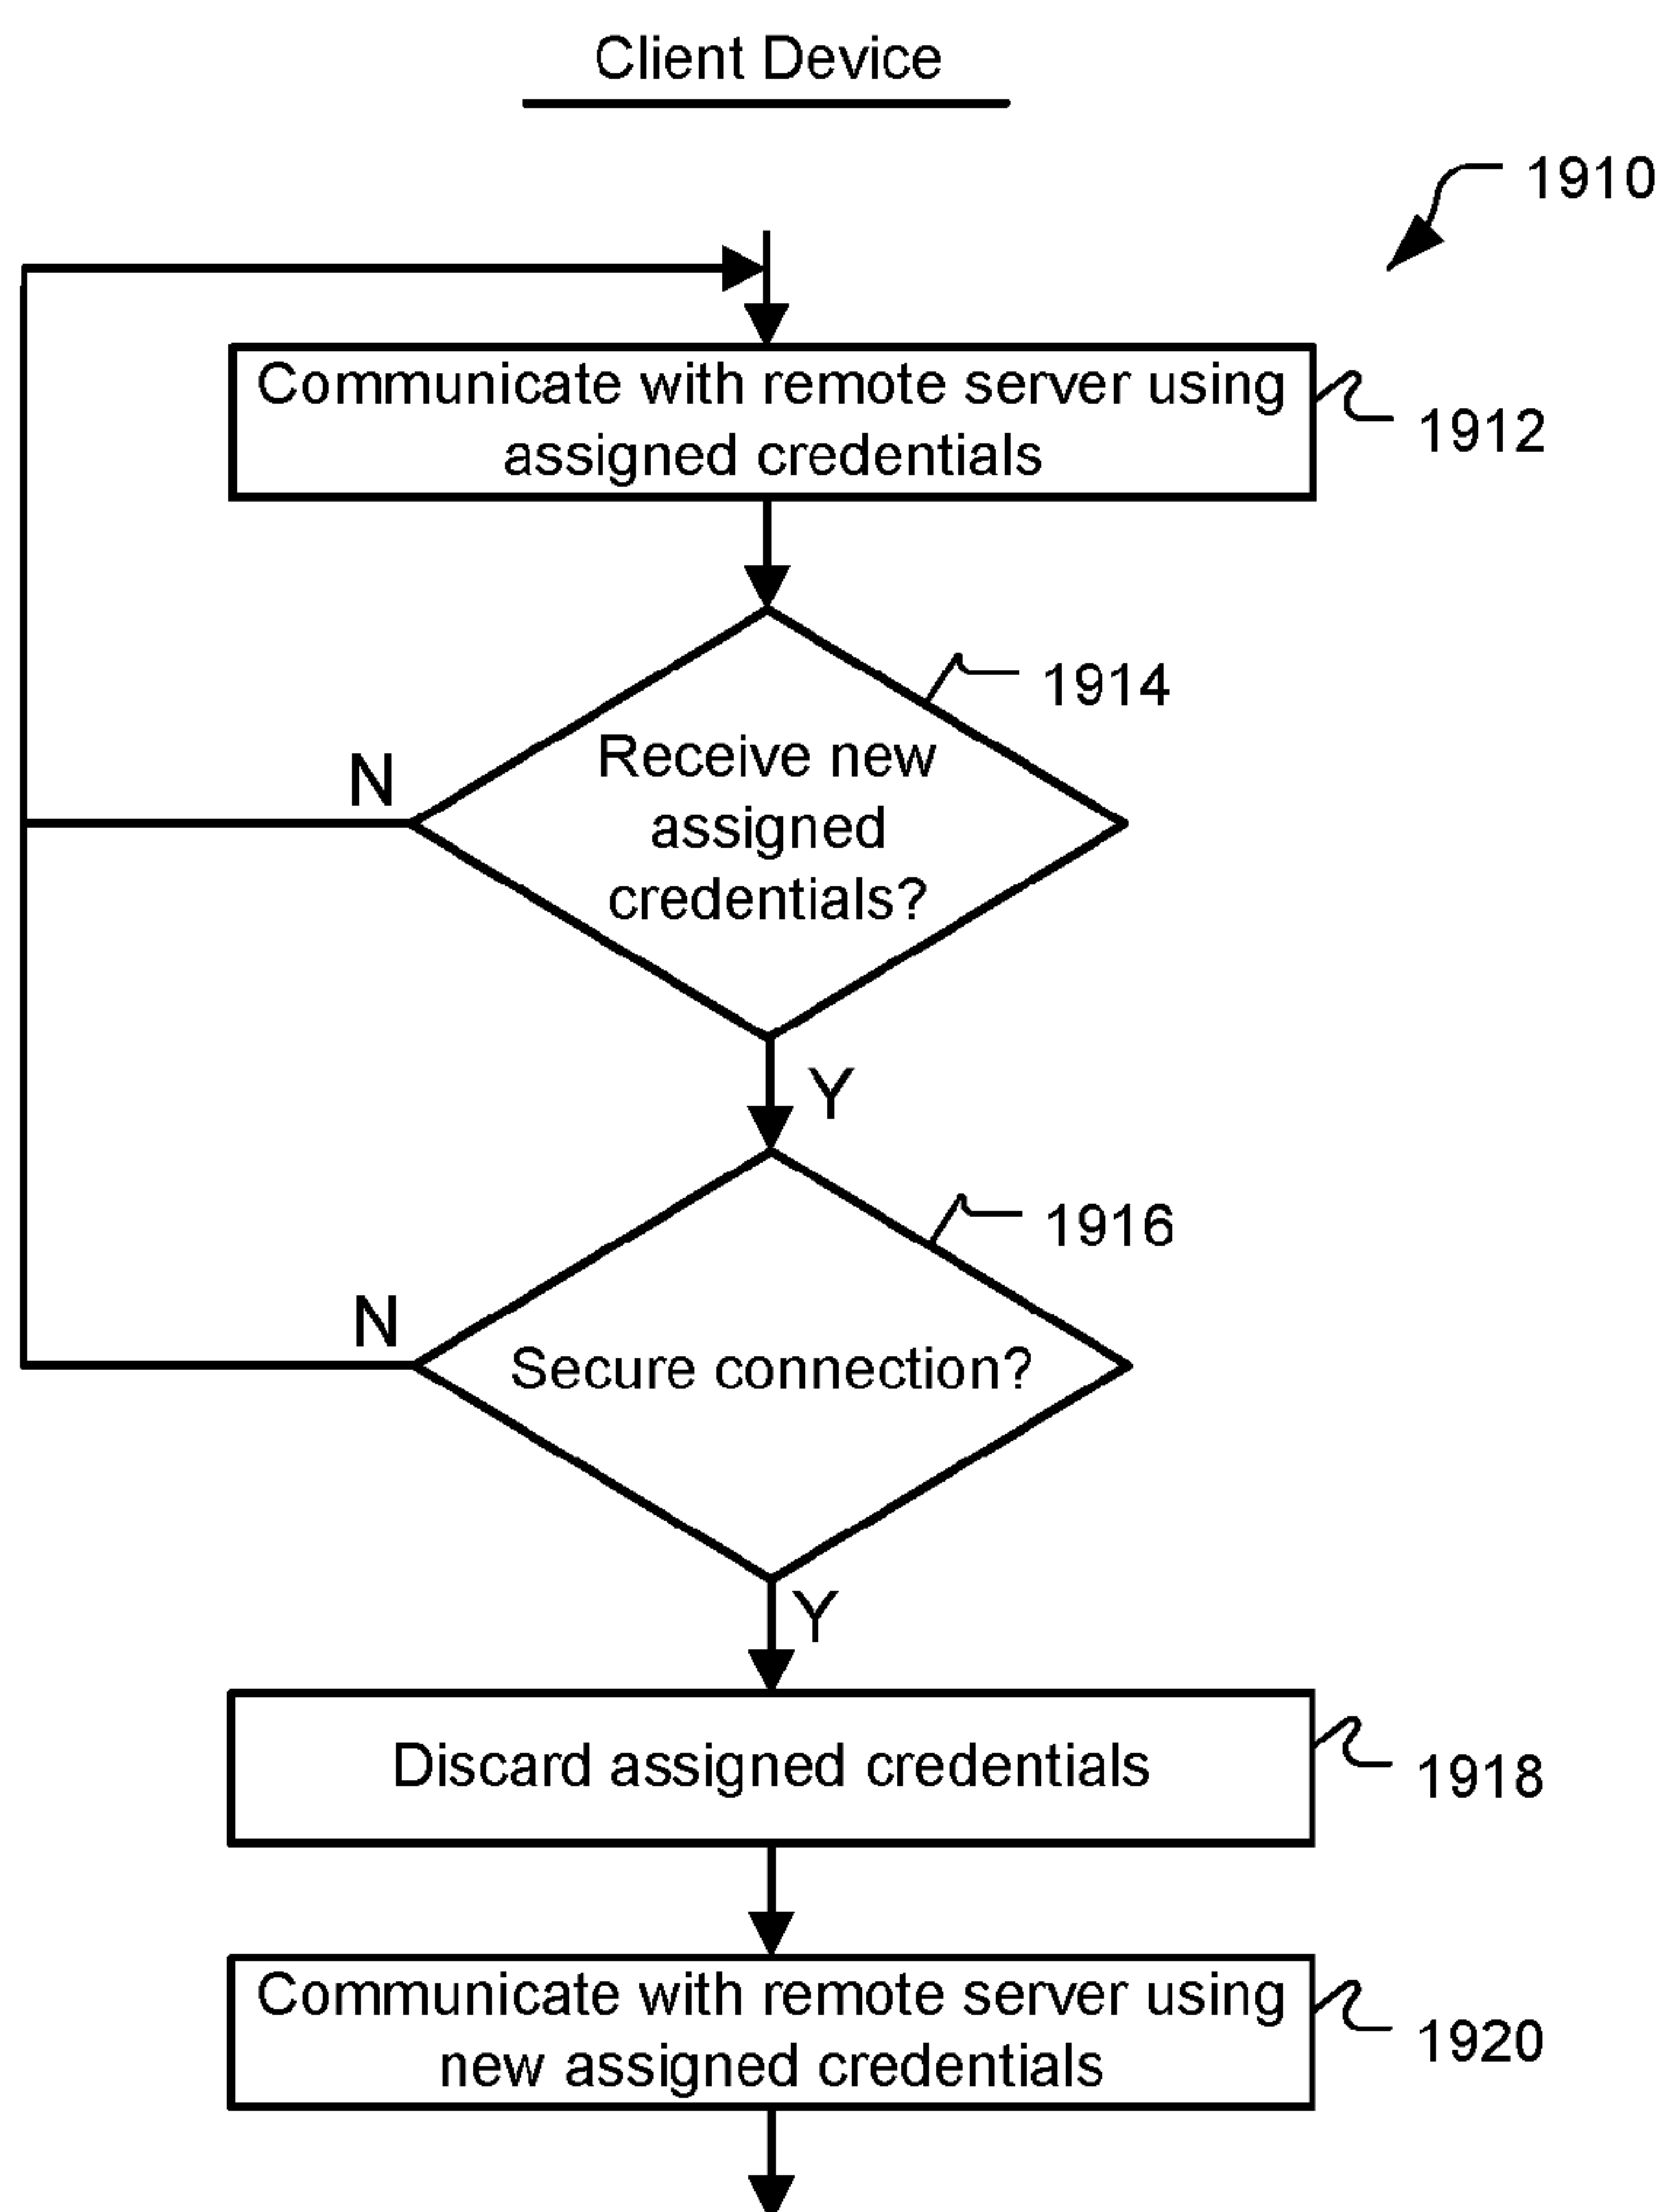 Client Device
1910
Communicate with remote server using
assigned credentials
1912
1914
Receive new
assigned
credentials?
N
Y
1916
Secure connection?
N
Y
Discard assigned credentials
1918
Communicate with remote server using
new assigned credentials
1920